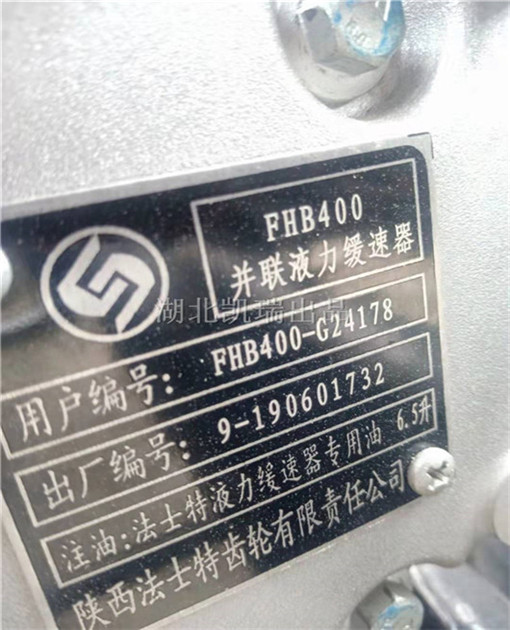 FHB400
并联液力缓速器
湖北凯瑞出品
用户编号: FHB400-G24178
出厂编号: 9-190601732
注油:法士特液力缓速器专用油 6.5升
陕西法士特齿轮有限责任公司